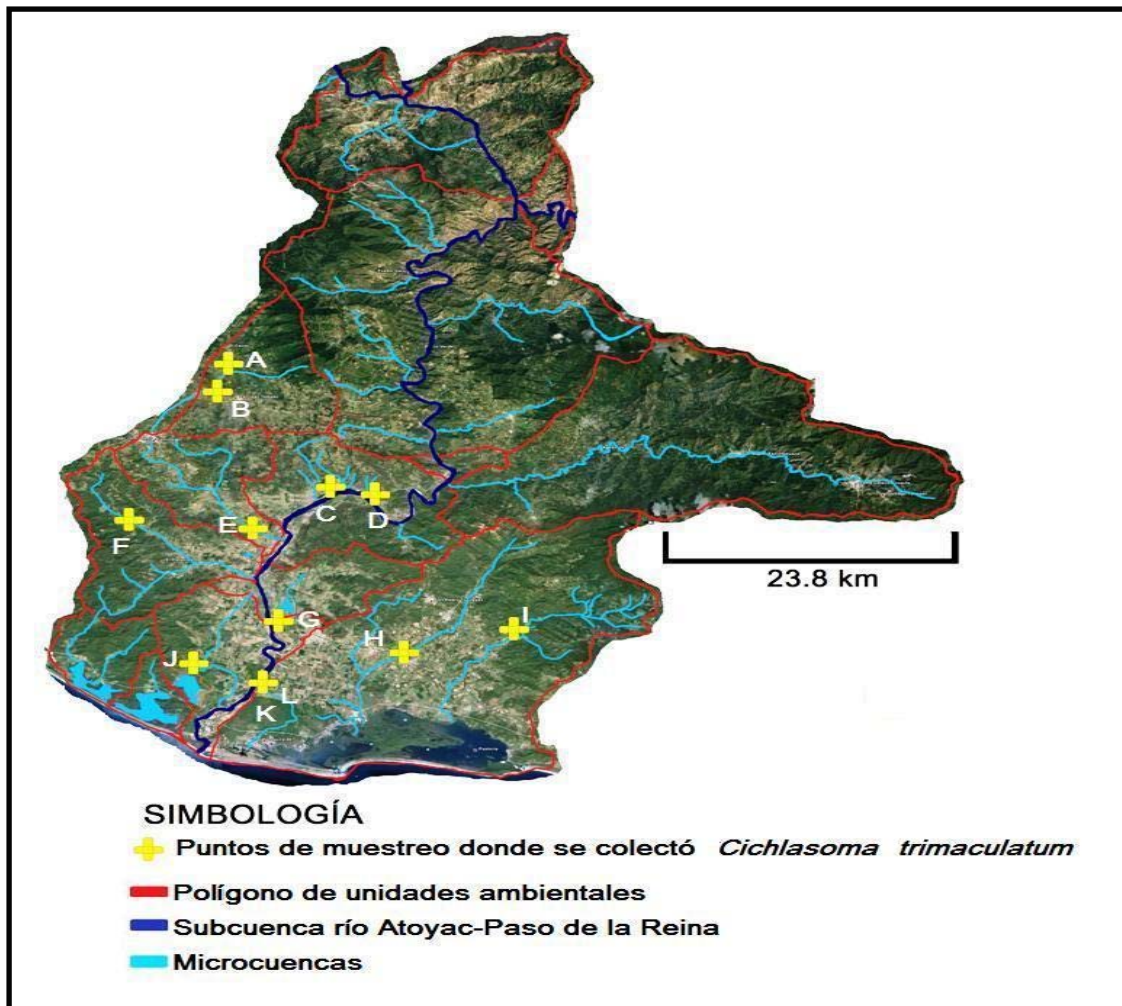 A
B
C
D
E
F
G
H
I
J
L
K
23.8 km
SIMBOLOGÍA
Puntos de muestreo donde se colectó Cichlasoma trimaculatum
Polígono de unidades ambientales
Subcuenca río Atoyac-Paso de la Reina
Microcuencas